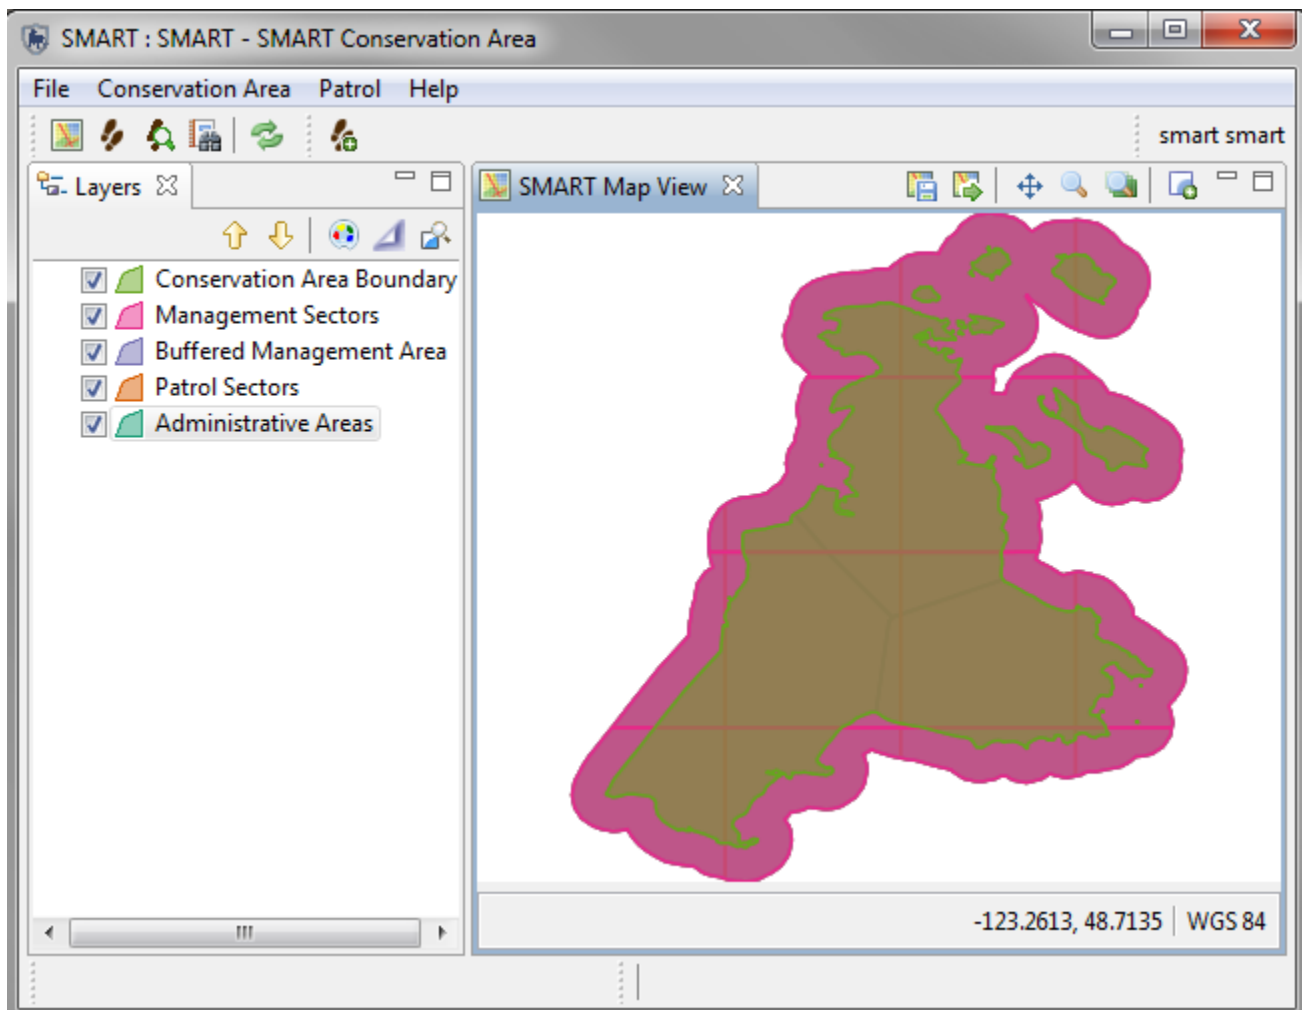 SMART : SMART - SMART Conservation Area
File Conservation Area Patrol Help
smart smart
Layers
SMART Map View
Conservation Area Boundary
Management Sectors
Buffered Management Area
Patrol Sectors
Administrative Areas
-123.2613, 48.7135 WGS 84